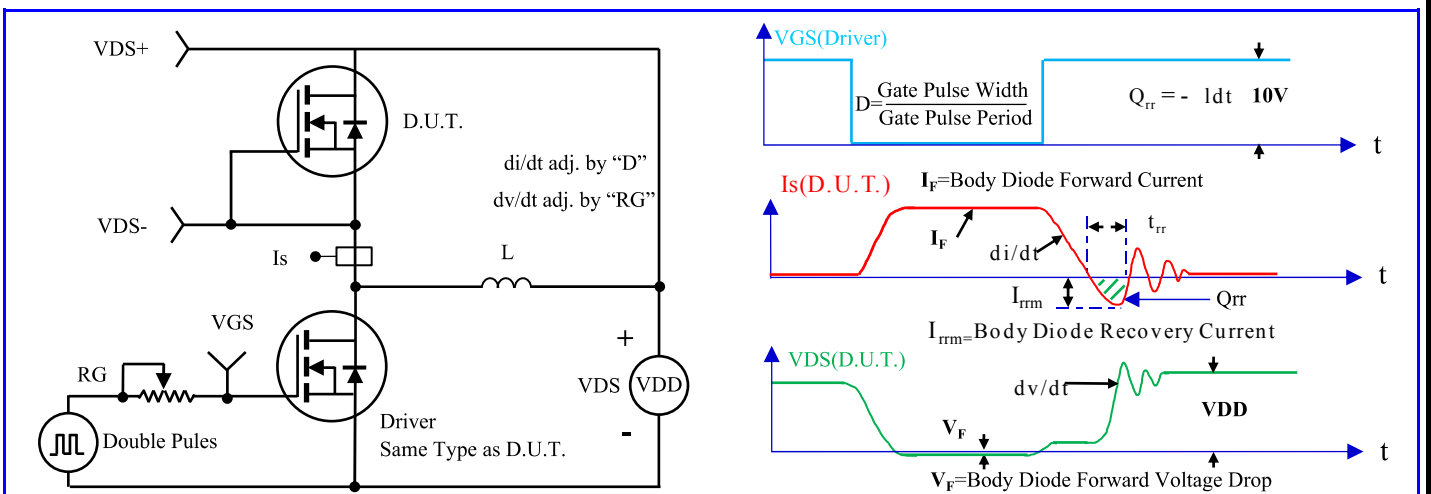 VDS+
D.U.T.
di/dt adj. by “D”
dv/dt adj. by “RG”
VDS-
Is
L
VGS
RG
+
VDS
VDD
-
Double Pules
Driver
Same Type as D.U.T.
VGS(Driver)
D=Gate Pulse Width
Gate Pulse Period
Qrr = - ldt
10V
t
Is(D.U.T.)
IF=Body Diode Forward Current
IF
di/dt
trr
t
Irrm
Qrr
Irrm=Body Diode Recovery Current
VDS(D.U.T.)
dv/dt
VDD
VF
t
VF=Body Diode Forward Voltage Drop